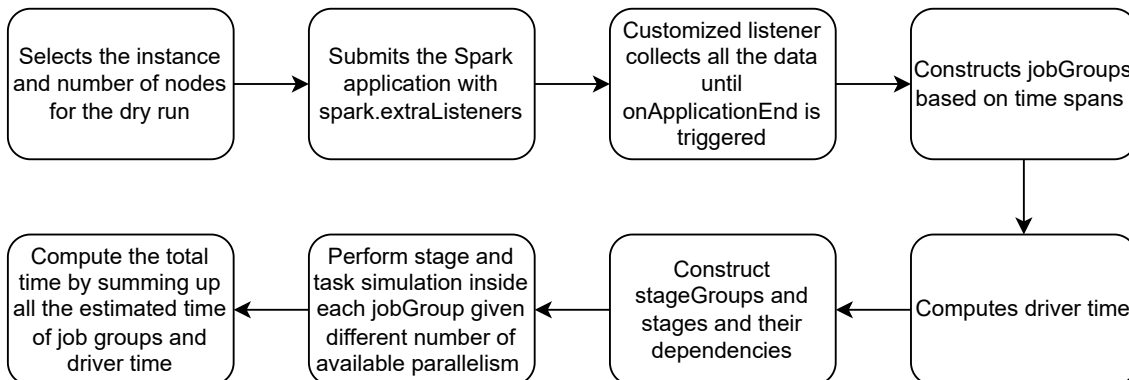 Selects the instance
and number of nodes
for the dry run
Submits the Spark
application with
spark.extraListeners
Customized listener
collects all the data
until
onApplicationEnd is
triggered
Constructs jobGroups
based on time spans
Computes driver time
Construct
stageGroups and
stages and their
dependencies
Perform stage and
task simulation inside
each jobGroup given
different number of
available parallelism
Compute the total
time by summing up
all the estimated time
of job groups and
driver time